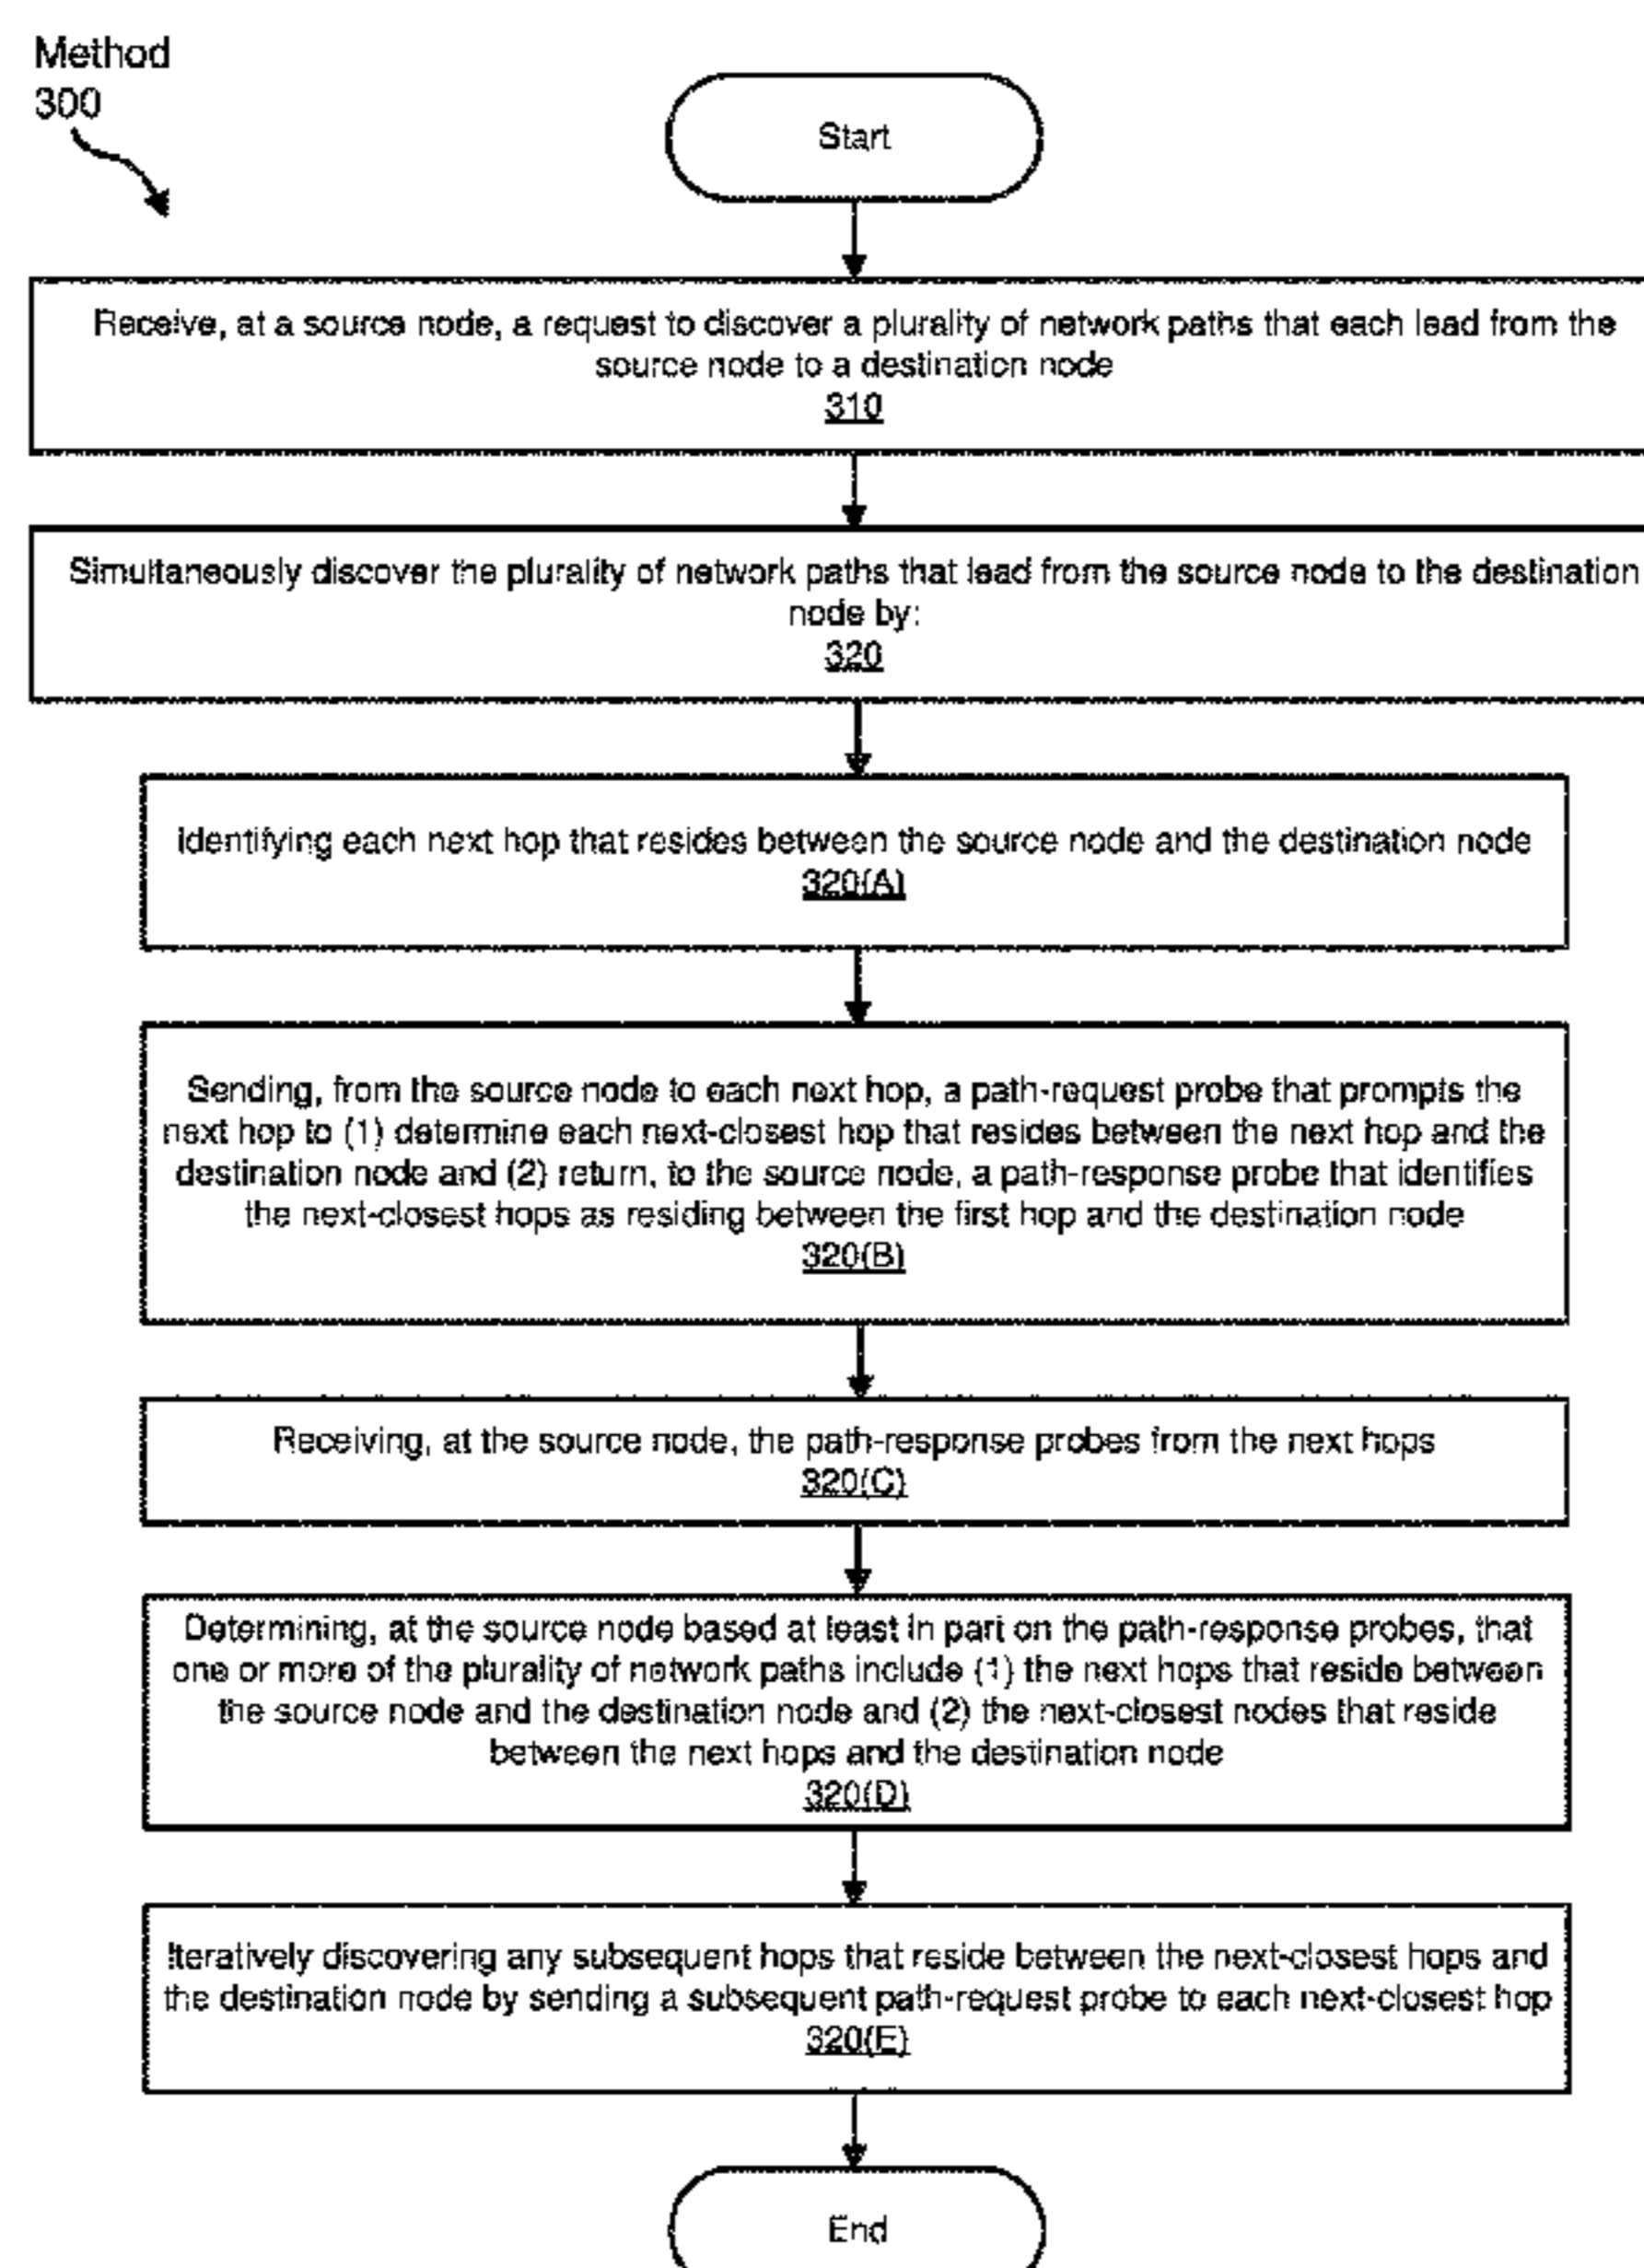 Method
300
Start
Receive, at a source node, a request to discover a plurality of network paths that each lead from the
source node to a destination node
310
Simultaneously discover the plurality of network paths that lead from the source node to the destination
node by:
320
Identifying each next hop that resides between the source node and the destination node
320(A)
Sending, from the source node to each next hop, a path-request probe that prompts the
next hop to (1) determine each next-closest hop that resides between the next hop and the
destination node and (2) return, to the source node, a path-response probe that identifies
the next-closest hops as residing between the first hop and the destination node
320(B)
Receiving, at the source node, the path-response probes from the next hops
320(C)
Determining, at the source node based at least in part on the path-response probes, that
one or more of the plurality of network paths include (1) the next hops that reside between
the source node and the destination node and (2) the next-closest nodes that reside
between the next hops and the destination node
320(D)
Iteratively discovering any subsequent hops that reside between the next-closest hops and
the destination node by sending a subsequent path-request probe to each next-closest hop
320(E)
End